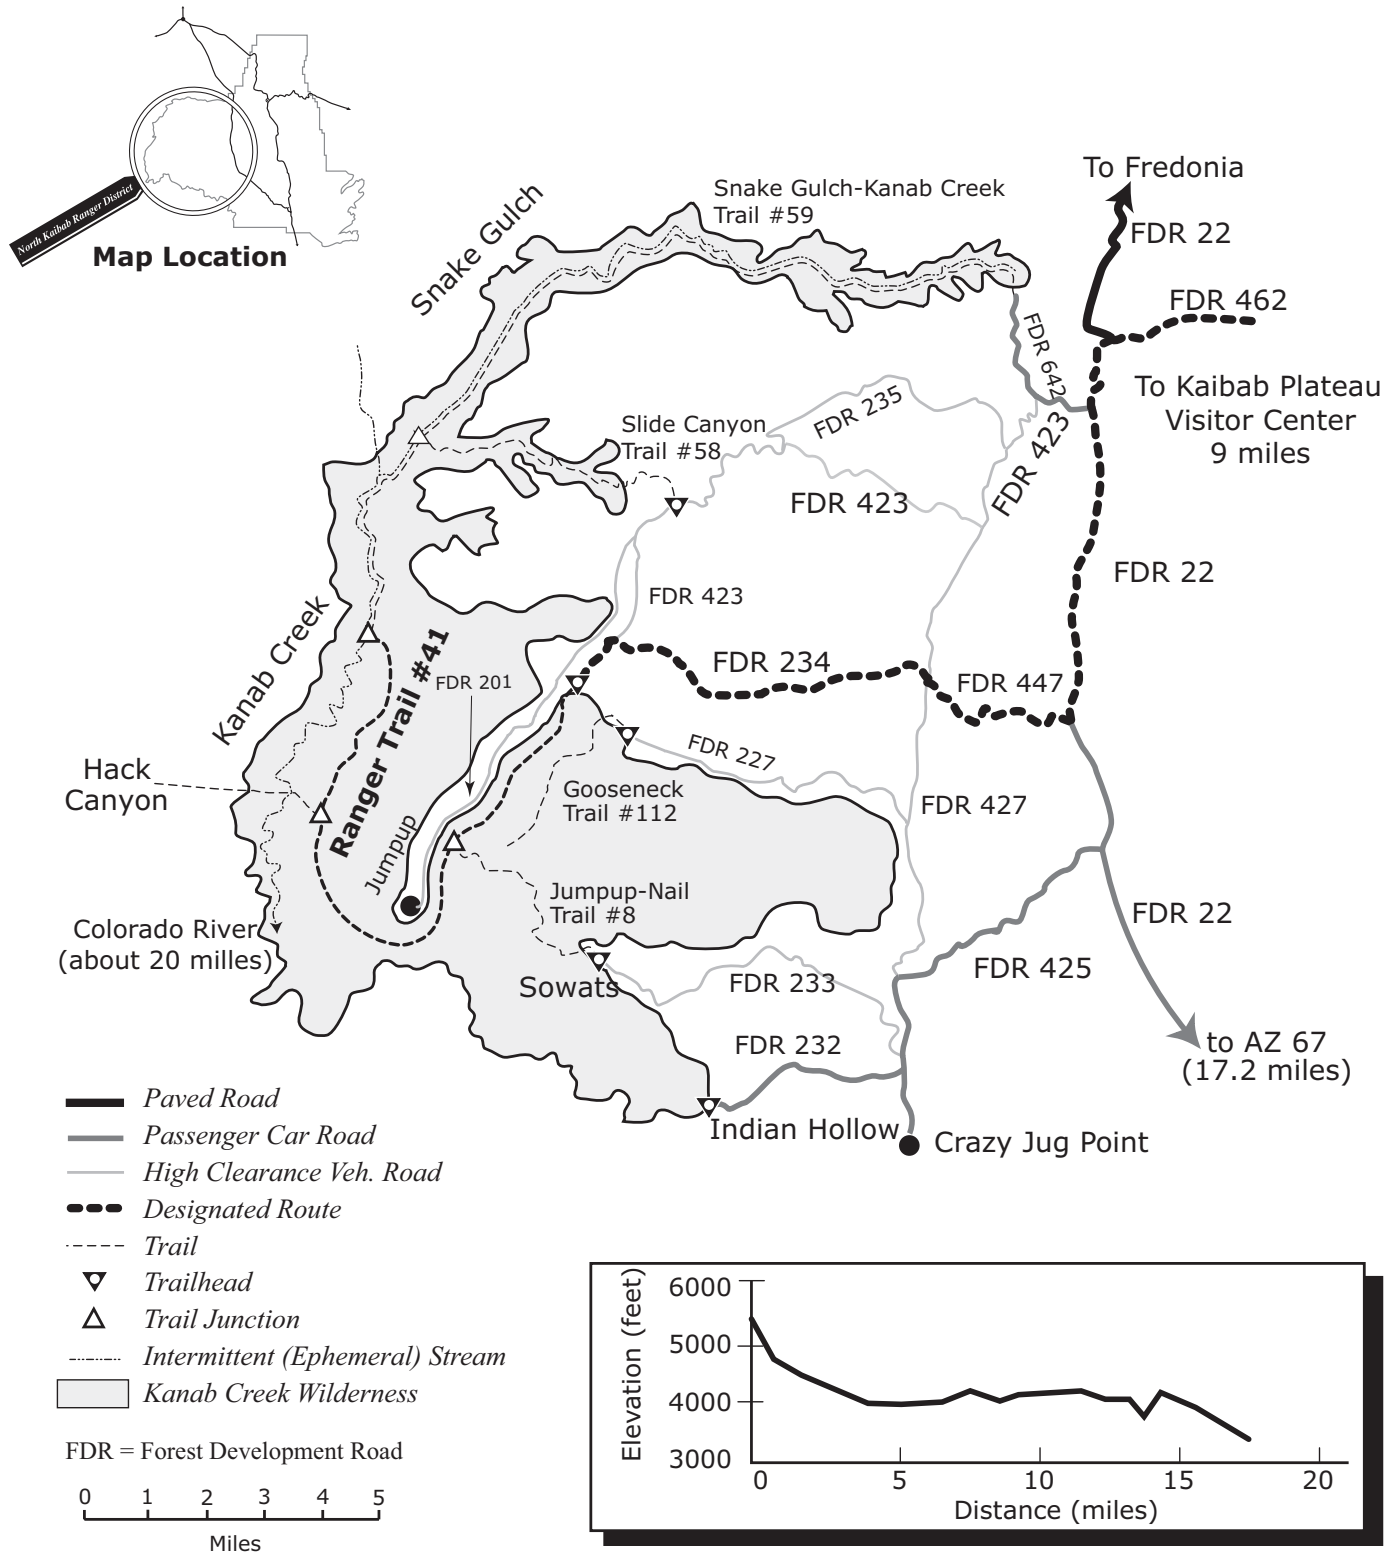 North Kaibab Ranger District
Map Location
Snake Gulch
Snake Gulch-Kanab Creek
Trail #59
To Fredonia
FDR 22
FDR 462
FDR 642
To Kaibab Plateau
Visitor Center
9 miles
FDR 235
Slide Canyon
Trail #58
FDR 423
FDR 423
FDR 22
FDR 423
Kanab Creek
Ranger Trail #41
FDR 201
FDR 234
FDR 447
FDR 227
Hack
Canyon
Gooseneck
Trail #112
FDR 427
Jumpup
Jumpup-Nail
Trail #8
FDR 22
Colorado River
(about 20 milles)
FDR 425
Sowats
FDR 233
FDR 232
to AZ 67
(17.2 miles)
Indian Hollow
Crazy Jug Point
Paved Road
Passenger Car Road
High Clearance Veh. Road
Designated Route
Trail
Trailhead
Trail Junction
Intermittent (Ephemeral) Stream
Kanab Creek Wilderness
FDR = Forest Development Road
0 1 2 3 4 5
Miles
Elevation (feet)
6000
5000
4000
3000
0 5 10 15 20
Distance (miles)